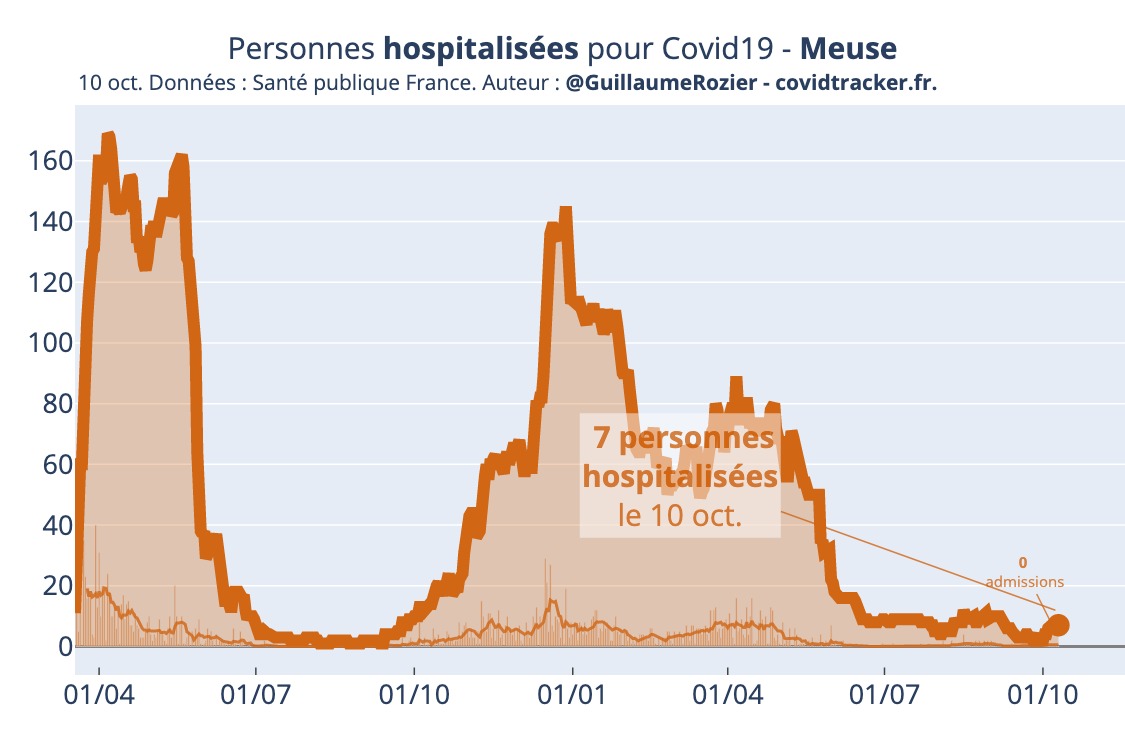 Personnes hospitalisées pour Covid19 - Meuse
10 oct. Données : Santé publique France. Auteur : @GuillaumeRozier - covidtracker.fr.
160
140
120
100
80
60
40
20
0
7 personnes
hospitalisées
le 10 oct.
0
admissions
01/04
01/07
01/10
01/01
01/04
01/07
01/10